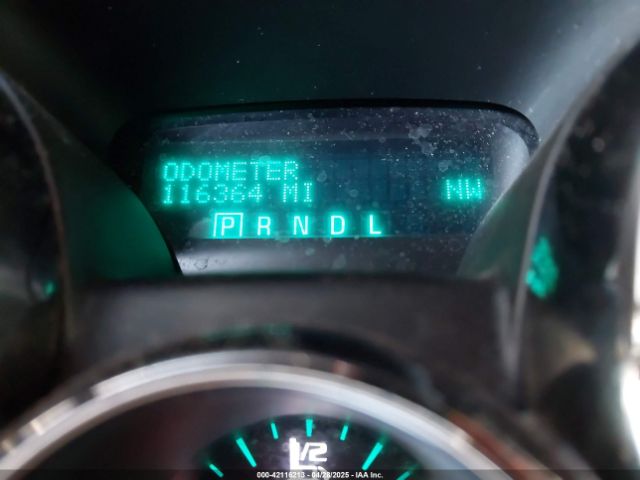 ODOMETER
116364 MI NW
P R N D L
1/2
000-42116213 - 04/28/2025 - IAA Inc.